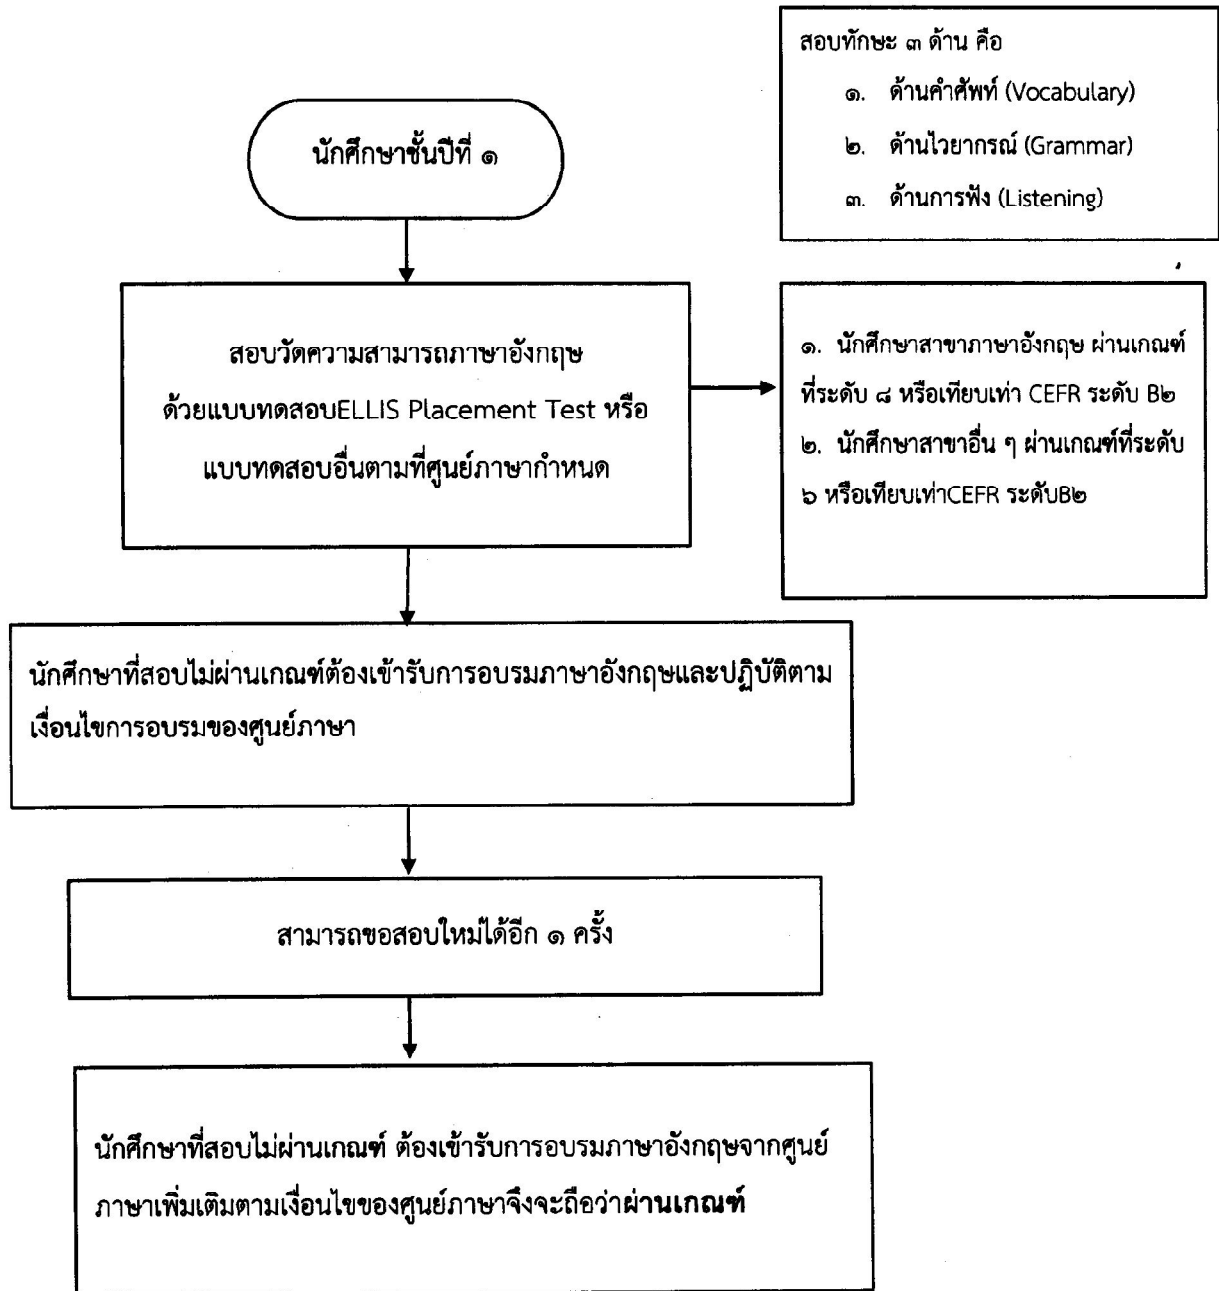 สอบทักษะ ๓ ด้าน คือ
๑. ด้านคำศัพท์ (Vocabulary)
๒. ด้านไวยากรณ์ (Grammar)
๓. ด้านการฟัง (Listening)
นักศึกษาชั้นปีที่ ๑
สอบวัดความสามารถภาษาอังกฤษ
ด้วยแบบทดสอบELLIS Placement Test หรือ
แบบทดสอบอื่นตามที่ศูนย์ภาษากำหนด
๑. นักศึกษาสาขาภาษาอังกฤษ ผ่านเกณฑ์
ที่ระดับ ๘ หรือเทียบเท่า CEFR ระดับ B๒
๒. นักศึกษาสาขาอื่น ๆ ผ่านเกณฑ์ที่ระดับ
๖ หรือเทียบเท่าCEFR ระดับB๒
นักศึกษาที่สอบไม่ผ่านเกณฑ์ต้องเข้ารับการอบรมภาษาอังกฤษและปฏิบัติตาม
เงื่อนไขการอบรมของศูนย์ภาษา
สามารถขอสอบใหม่ได้อีก ๑ ครั้ง
นักศึกษาที่สอบไม่ผ่านเกณฑ์ ต้องเข้ารับการอบรมภาษาอังกฤษจากศูนย์
ภาษาเพิ่มเติมตามเงื่อนไขของศูนย์ภาษาจึงจะถือว่าผ่านเกณฑ์